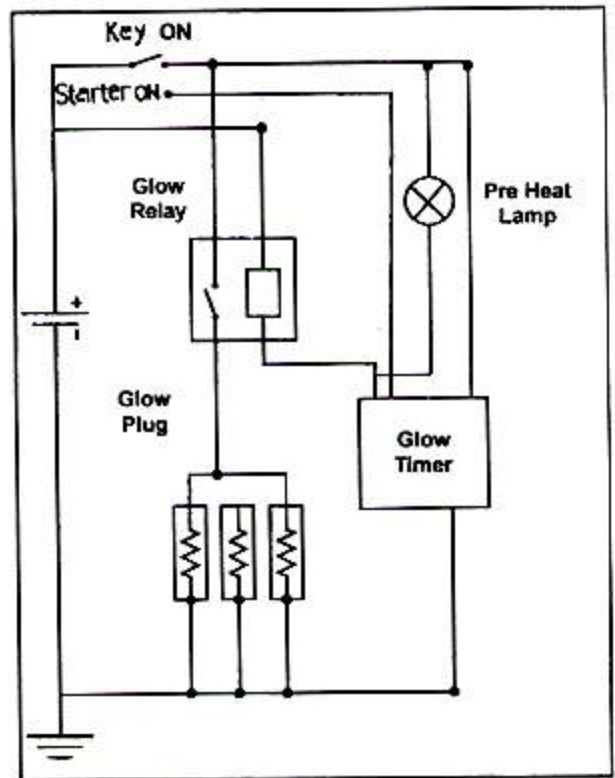 Key ON
Starter ON
Glow
Relay
Pre Heat
Lamp
+
-
Glow
Plug
Glow
Timer